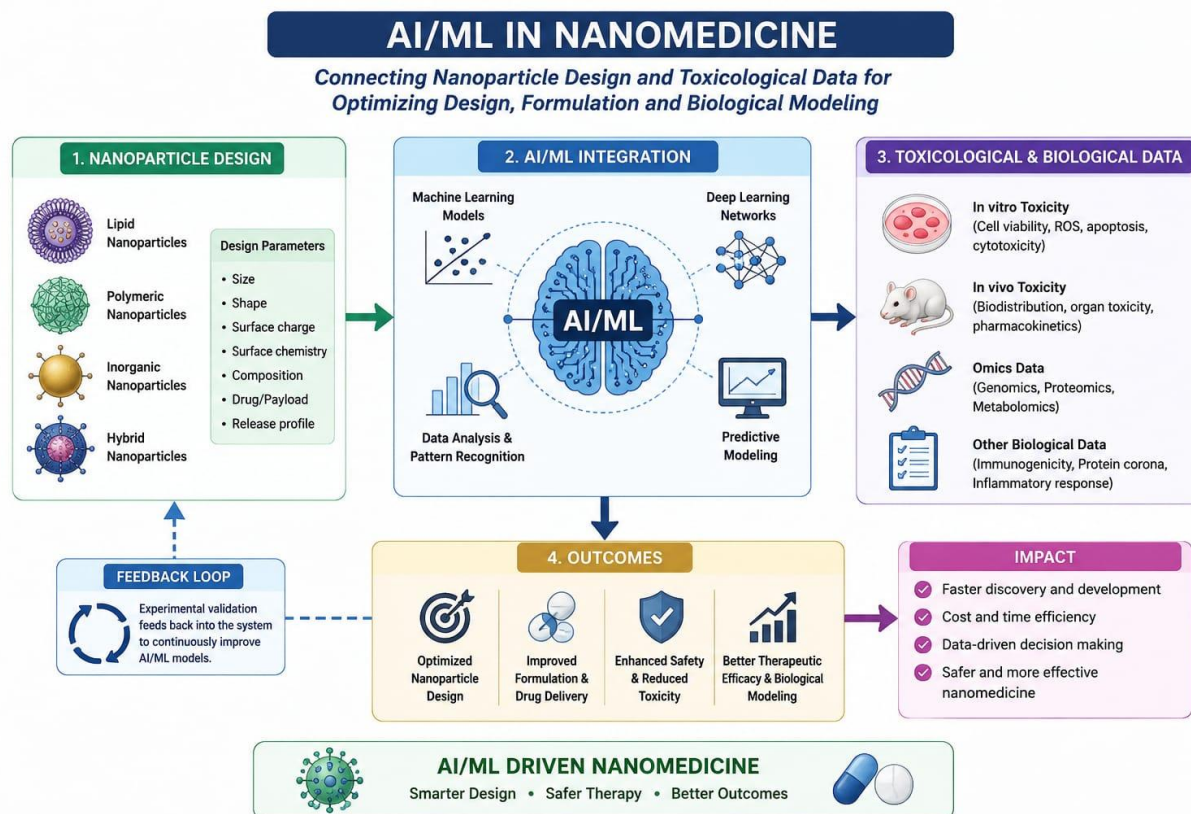 AI/ML IN NANOMEDICINE
Connecting Nanoparticle Design and Toxicological Data for
Optimizing Design, Formulation and Biological Modeling
1. NANOPARTICLE DESIGN
Lipid
Nanoparticles
Polymeric
Nanoparticles
Inorganic
Nanoparticles
Hybrid
Nanoparticles
Design Parameters
• Size
• Shape
• Surface charge
• Surface chemistry
• Composition
• Drug/Payload
• Release profile
2. AI/ML INTEGRATION
Machine Learning
Models
Deep Learning
Networks
AI/ML
Data Analysis &
Pattern Recognition
Predictive
Modeling
3. TOXICOLOGICAL & BIOLOGICAL DATA
In vitro Toxicity
(Cell viability, ROS, apoptosis,
cytotoxicity)
In vivo Toxicity
(Biodistribution, organ toxicity,
pharmacokinetics)
Omics Data
(Genomics, Proteomics,
Metabolomics)
Other Biological Data
(Immunogenicity, Protein corona,
Inflammatory response)
FEEDBACK LOOP
Experimental validation
feeds back into the system
to continuously improve
AI/ML models.
4. OUTCOMES
Optimized
Nanoparticle
Design
Improved
Formulation &
Drug Delivery
Enhanced Safety
& Reduced
Toxicity
Better Therapeutic
Efficacy & Biological
Modeling
IMPACT
Faster discovery and development
Cost and time efficiency
Data-driven decision making
Safer and more effective
nanomedicine
AI/ML DRIVEN NANOMEDICINE
Smarter Design • Safer Therapy • Better Outcomes